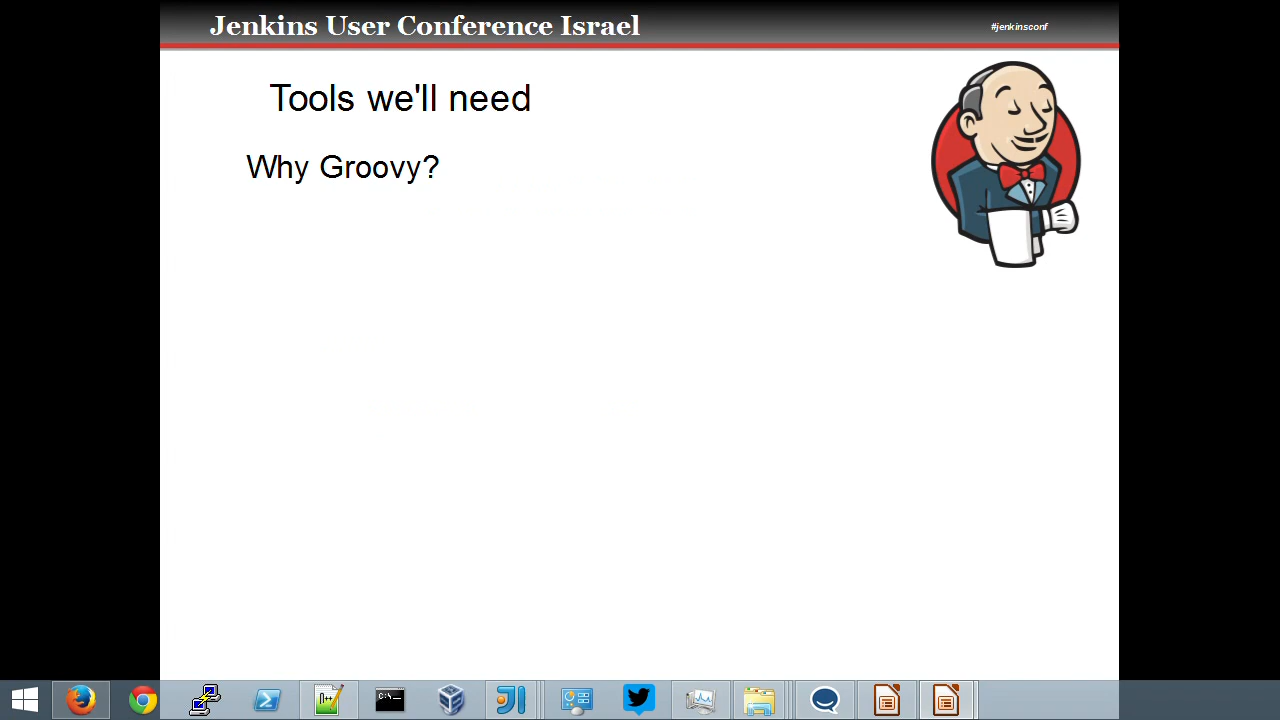 Jenkins User Conference Israel
#jenkinsconf
Tools we'll need
Why Groovy?